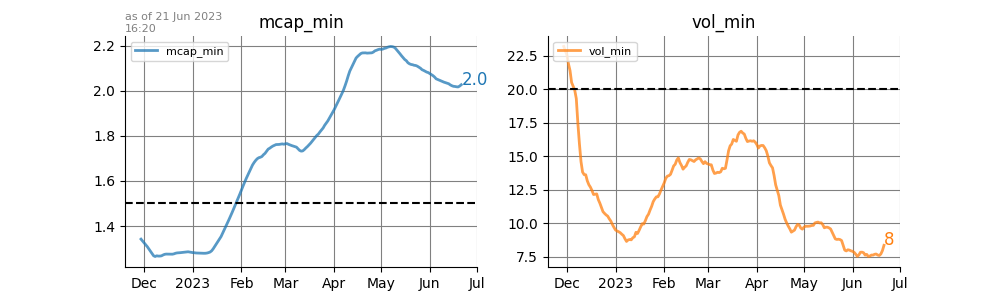 as of 21 Jun 2023
16:20
mcap_min
mcap_min
2.2
2.0
1.8
1.6
1.4
2.0
Dec 2023 Feb Mar Apr May Jun Jul
vol_min
vol_min
22.5
20.0
17.5
15.0
12.5
10.0
7.5
8
Dec 2023 Feb Mar Apr May Jun Jul